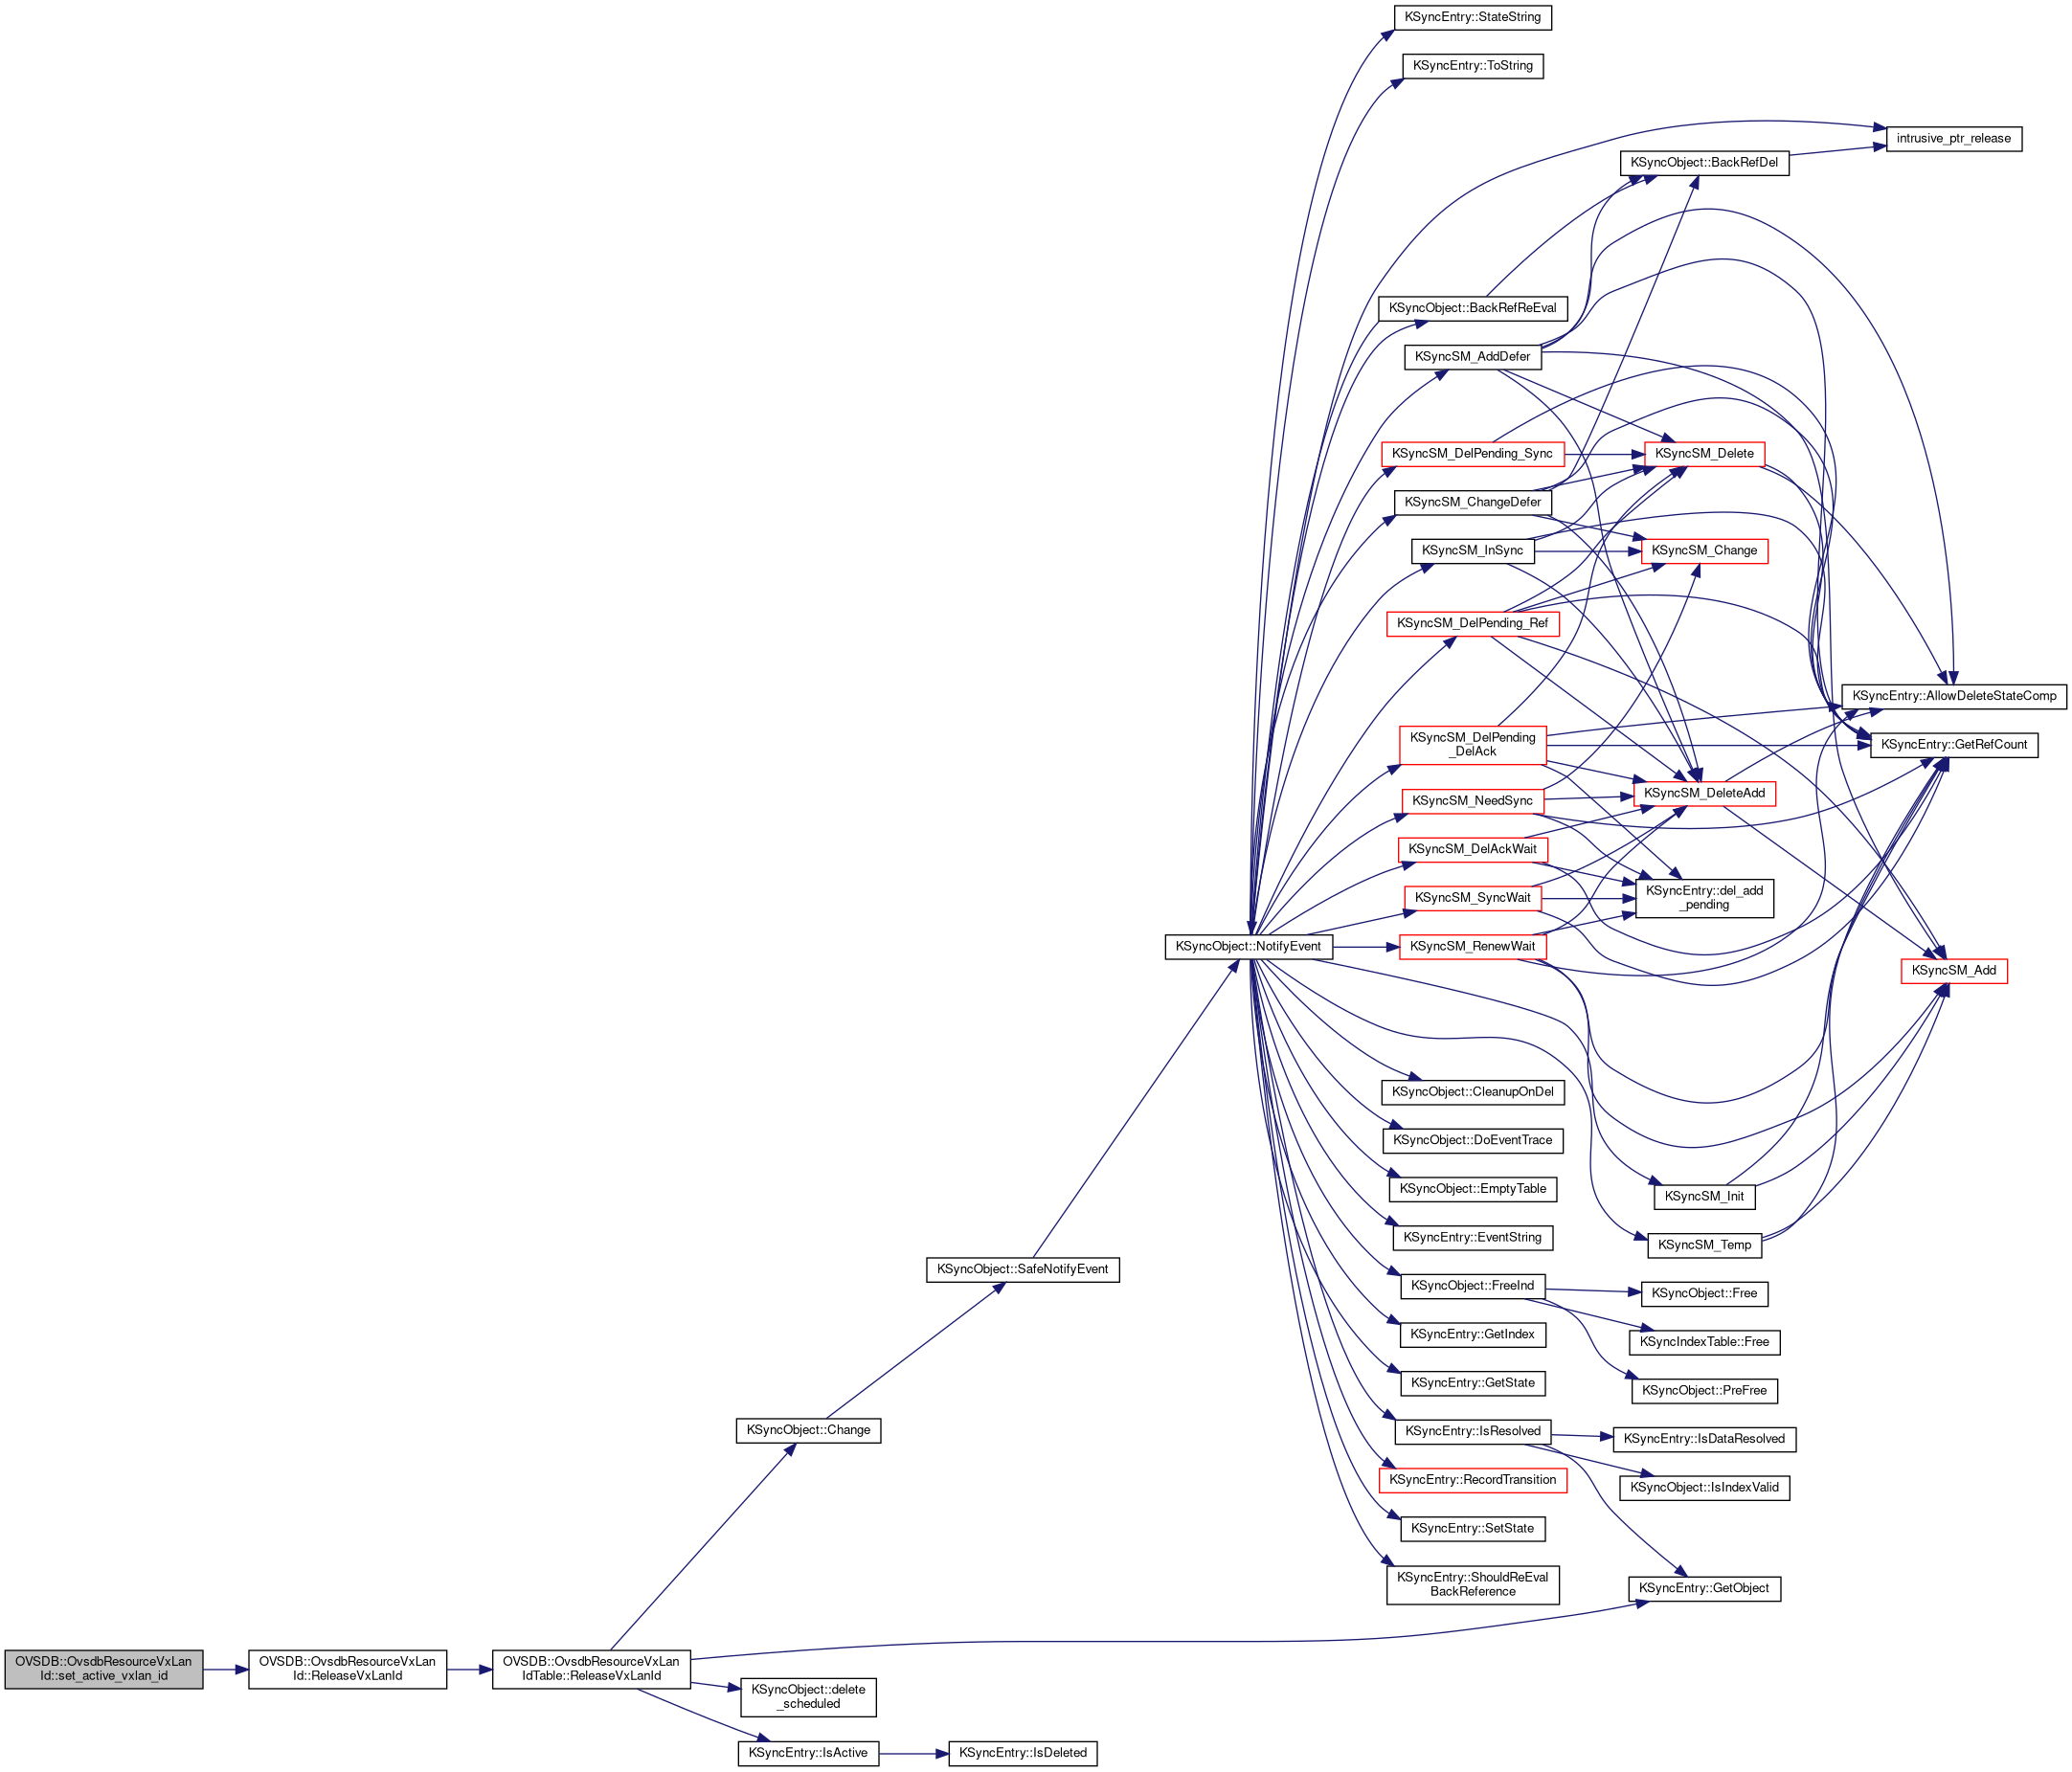 KSyncEntry::StateString
KSyncEntry::ToString
intrusive_ptr_release
KSyncObject::BackRefDel
KSyncObject::BackRefReEval
KSyncSM_AddDefer
KSyncSM_DelPending_Sync
KSyncSM_Delete
KSyncSM_ChangeDefer
KSyncSM_InSync
KSyncSM_Change
KSyncSM_DelPending_Ref
KSyncEntry::AllowDeleteStateComp
KSyncSM_DelPending
_DelAck
KSyncEntry::GetRefCount
KSyncSM_NeedSync
KSyncSM_DeleteAdd
KSyncSM_DelAckWait
KSyncSM_SyncWait
KSyncEntry::del_add
_pending
KSyncObject::NotifyEvent
KSyncSM_RenewWait
KSyncSM_Add
KSyncObject::CleanupOnDel
KSyncObject::DoEventTrace
KSyncObject::EmptyTable
KSyncSM_Init
KSyncEntry::EventString
KSyncSM_Temp
KSyncObject::SafeNotifyEvent
KSyncObject::FreeInd
KSyncObject::Free
KSyncEntry::GetIndex
KSyncIndexTable::Free
KSyncEntry::GetState
KSyncObject::PreFree
KSyncObject::Change
KSyncEntry::IsResolved
KSyncEntry::IsDataResolved
KSyncEntry::RecordTransition
KSyncObject::IsIndexValid
KSyncEntry::SetState
KSyncEntry::ShouldReEval
BackReference
KSyncEntry::GetObject
OVSDB::OvsdbResourceVxLan
Id::set_active_vxlan_id
OVSDB::OvsdbResourceVxLan
Id::ReleaseVxLanId
OVSDB::OvsdbResourceVxLan
IdTable::ReleaseVxLanId
KSyncObject::delete
_scheduled
KSyncEntry::IsActive
KSyncEntry::IsDeleted